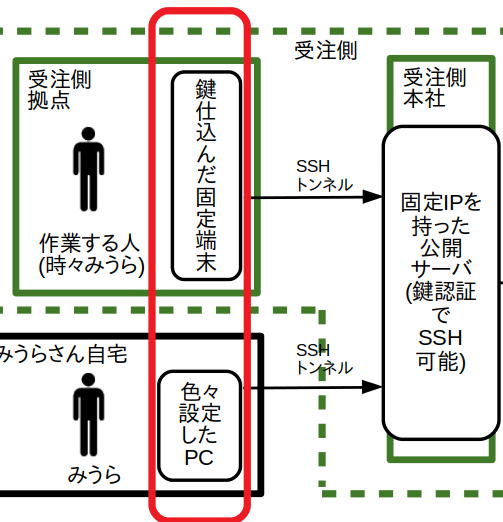 受注側
受注側
拠点
鍵仕込んだ固定端末
作業する人
(時々みうら)
SSH
トンネル
受注側
本社
固定IPを
持った
公開
サーバ
(鍵認証
で
SSH
可能)
みうらさん自宅
みうら
色々
設定
した
PC
SSH
トンネル